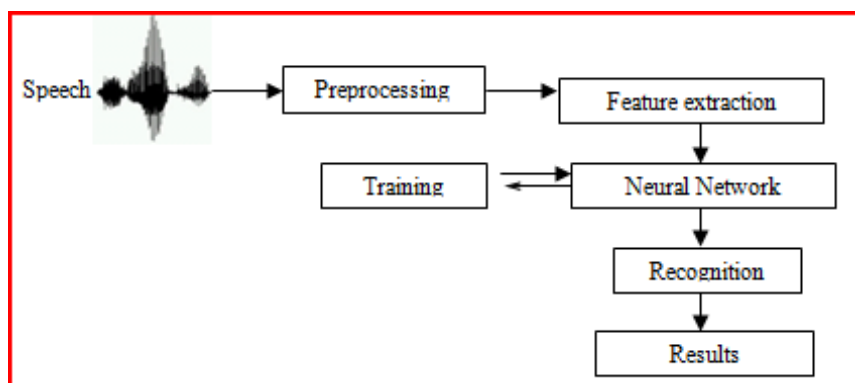 Speech
Preprocessing
Feature extraction
Training
Neural Network
Recognition
Results